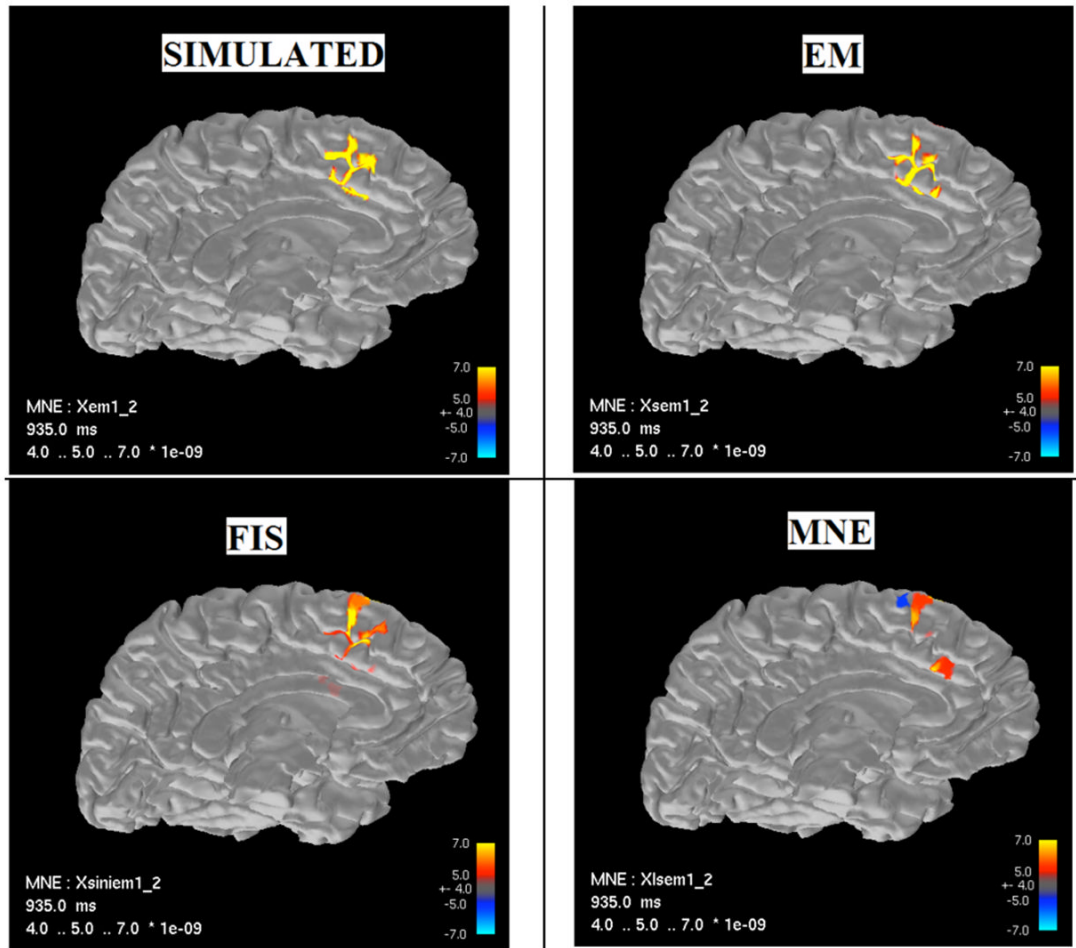 SIMULATED
7.0
5.0
+- 4.0
-5.0
-7.0
MNE : Xem1_2
935.0 ms
4.0 .. 5.0 .. 7.0 * 1e-09
EM
7.0
5.0
+- 4.0
-5.0
-7.0
MNE : Xsem1_2
935.0 ms
4.0 .. 5.0 .. 7.0 * 1e-09
FIS
7.0
5.0
+- 4.0
-5.0
-7.0
MNE : Xsiniem1_2
935.0 ms
4.0 .. 5.0 .. 7.0 * 1e-09
MNE
7.0
5.0
+- 4.0
-5.0
-7.0
MNE : Xlsem1_2
935.0 ms
4.0 .. 5.0 .. 7.0 * 1e-09